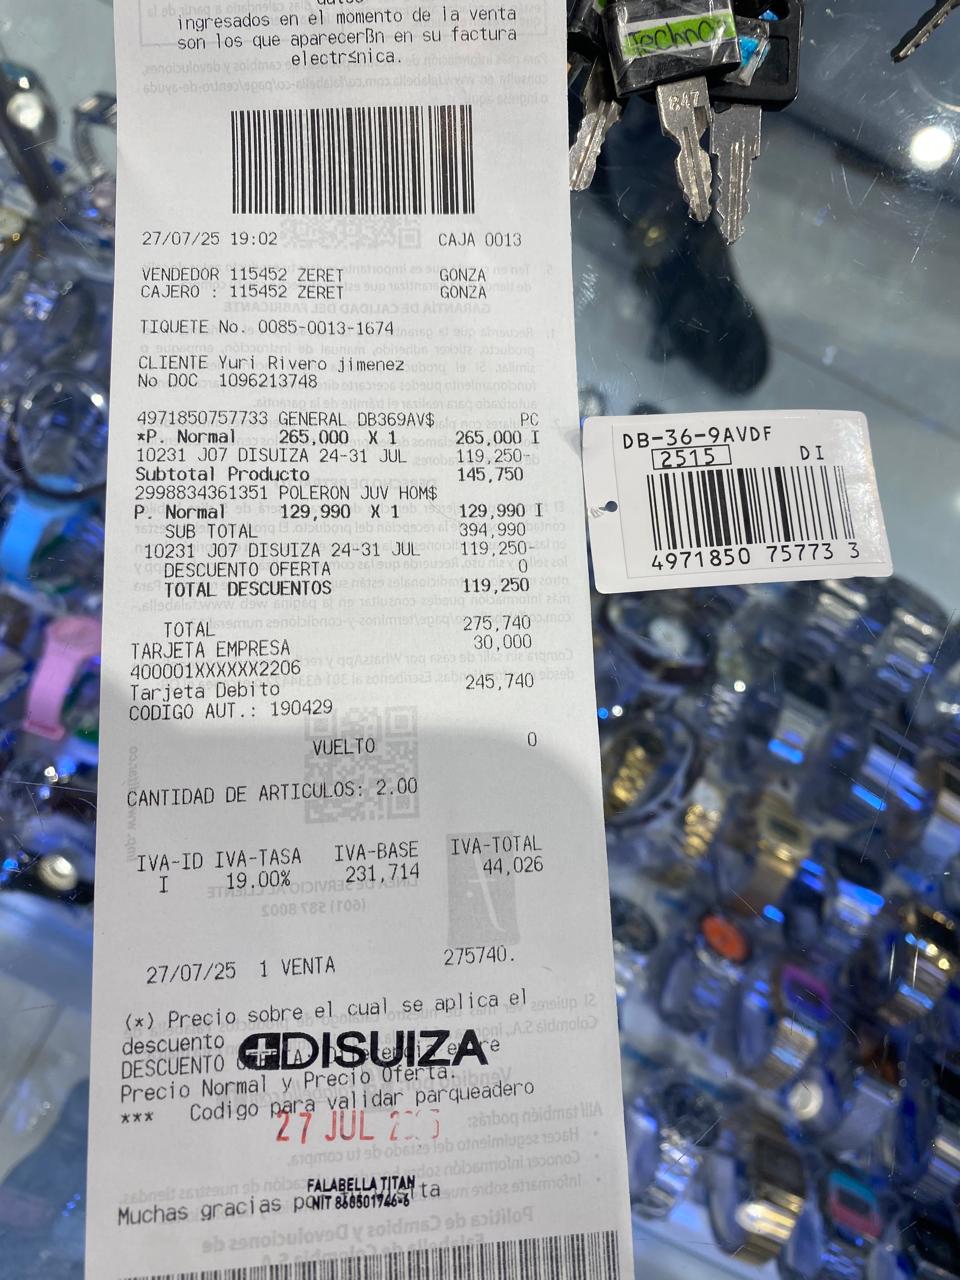 ingresados en el momento de la venta
son los que aparecerßn en su factura
electr≤nica.
27/07/25 19:02 CAJA 0013
VENDEDOR 115452 ZERET GONZA
CAJERO : 115452 ZERET GONZA
TIQUETE No. 0085-0013-1674
CLIENTE Yuri Rivero jimenez
No DOC 1096213748
4971850757733 GENERAL DB369AV$ PC
*P. Normal 265,000 X 1 265,000 I
10231 J07 DISUIZA 24-31 JUL 119,250-
Subtotal Producto 145,750
2998834361351 POLERON JUV HOM$
P. Normal 129,990 X 1 129,990 I
SUB TOTAL 394,990
10231 J07 DISUIZA 24-31 JUL 119,250-
DESCUENTO OFERTA 0
TOTAL DESCUENTOS 119,250
TOTAL 275,740
TARJETA EMPRESA 30,000
400001XXXXXX2206
Tarjeta Debito 245,740
CODIGO AUT.: 190429
VUELTO 0
CANTIDAD DE ARTICULOS: 2.00
IVA-ID IVA-TASA IVA-BASE IVA-TOTAL
I 19.00% 231,714 44,026
27/07/25 1 VENTA 275740.
(*) Precio sobre el cual se aplica el
descuento
DISUIZA
DESCUENTO
Precio Normal y Precio Oferta.
*** Codigo para validar parqueadero
27 JUL
FALABELLA TITAN
NIT
Muchas gracias
TechnO
647
DB-36-9AVDF
2515 DI
4971850 75773 3